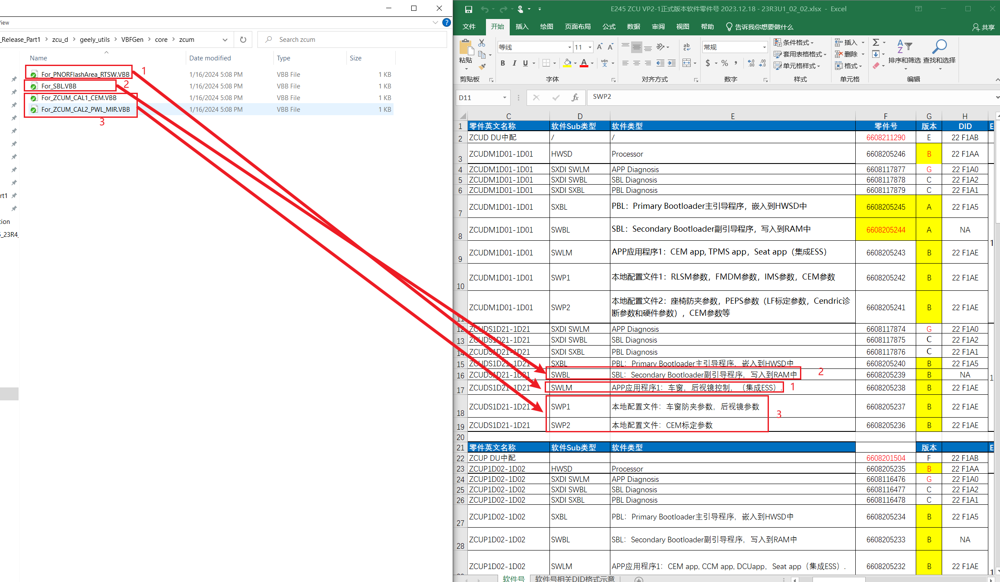 View
_Release_Part1 > zcu_d > geely_utils > VBFGen > core > zcum
Search zcum
Name Date modified Type Size
For_PNORFlashArea_RTSW.VBB 1/16/2024 5:08 PM VBB File 1 KB
1
For_SBL.VBB 1/16/2024 5:08 PM VBB File 1 KB
2
For_ZCUM_CAL1_CEM.VBB 1/16/2024 5:08 PM VBB File 1 KB
For_ZCUM_CAL2_PWL_MIR.VBB 1/16/2024 5:08 PM VBB File 1 KB
3
rt1
tion
_23R4_
E245 ZCU VP2-1正式版本软件零件号 2023.12.18 - 23R3U1_02_02.xlsx - Excel
文件 开始 插入 绘图 页面布局 公式 数据 审阅 视图 帮助 告诉我你想要做什么 共享
粘贴 等线 11 常规 条件格式 套用表格格式 单元格样式 插入 删除 格式 排序和筛选 查找和选择
剪贴板 字体 对齐方式 数字 样式 单元格 编辑
D11 fx SWP2
C D E F G H
1 零件英文名称 软件Sub类型 软件类型 零件号 版本 DID E
2 ZCUD DU中配 / / 6608211290 E 22 F1AB
3 ZCUDM1D01-1D01 HWSD Processor 6608205246 B 22 F1AA
4 ZCUDM1D01-1D01 SXDI SWLM APP Diagnosis 6608117877 G 22 F1A0
5 ZCUDM1D01-1D01 SXDI SWBL SBL Diagnosis 6608117878 C 22 F1A2
6 ZCUDM1D01-1D01 SXDI SXBL PBL Diagnosis 6608117879 C 22 F1A1
7 ZCUDM1D01-1D01 SXBL PBL：Primary Bootloader主引导程序，嵌入到HWSD中 6608205245 A 22 F1A5
8 ZCUDM1D01-1D01 SWBL SBL：Secondary Bootloader副引导程序，写入到RAM中 6608205244 A NA
9 ZCUDM1D01-1D01 SWLM APP应用程序1：CEM app, TPMS app，Seat app（集成ESS） 6608205243 B 22 F1AE 1
10 ZCUDM1D01-1D01 SWP1 本地配置文件1：RLSM参数，FMDM参数，IMS参数，CEM参数 6608205242 B 22 F1AE
11 ZCUDM1D01-1D01 SWP2 本地配置文件2：座椅防夹参数，PEPS参数（LF标定参数，Cendric诊
断参数和硬件参数），CEM参数等 6608205241 B 22 F1AE
12 ZCUDS1D21-1D21 SXDI SWLM APP Diagnosis 6608117874 G 22 F1A0
13 ZCUDS1D21-1D21 SXDI SWBL SBL Diagnosis 6608117875 C 22 F1A2
14 ZCUDS1D21-1D21 SXDI SXBL PBL Diagnosis 6608117876 C 22 F1A1
15 ZCUDS1D21-1D21 SXBL PBL：Primary Bootloader主引导程序，嵌入到HWSD中 6608205240 B 22 F1A5
16 ZCUDS1D21-1D21 SWBL SBL：Secondary Bootloader副引导程序，写入到RAM中 2 6608205239 B NA 1
17 ZCUDS1D21-1D21 SWLM APP应用程序1：车窗，后视镜控制，（集成ESS）. 1 6608205238 B 22 F1AE
18 ZCUDS1D21-1D21 SWP1 本地配置文件：车窗防夹参数，后视镜参数 6608205237 B 22 F1AE
3
19 ZCUDS1D21-1D21 SWP2 本地配置文件：CEM标定参数 6608205236 B 22 F1AE
20
21 零件英文名称 软件Sub类型 软件类型 版本 E
22 ZCUP DU中配 6608201504 F 22 F1AB
23 ZCUP1D02-1D02 HWSD Processor 6608205235 B 22 F1AA
24 ZCUP1D02-1D02 SXDI SWLM APP Diagnosis 6608116476 G 22 F1A0
25 ZCUP1D02-1D02 SXDI SWBL SBL Diagnosis 6608116477 C 22 F1A2
26 ZCUP1D02-1D02 SXDI SXBL PBL Diagnosis 6608116478 C 22 F1A1
27 ZCUP1D02-1D02 SXBL PBL：Primary Bootloader主引导程序，嵌入到HWSD中 6608205234 B 22 F1A5
28 ZCUP1D02-1D02 SWBL SBL：Secondary Bootloader副引导程序，写入到RAM中 6608205233 B NA
ZCUP1D02-1D02 SWLM APP应用程序1：CEM app, CCM app, DCUapp，Seat app（集成ESS）. 6608205232 B 22 F1AE 1
软件号 软件号相关DID格式示意